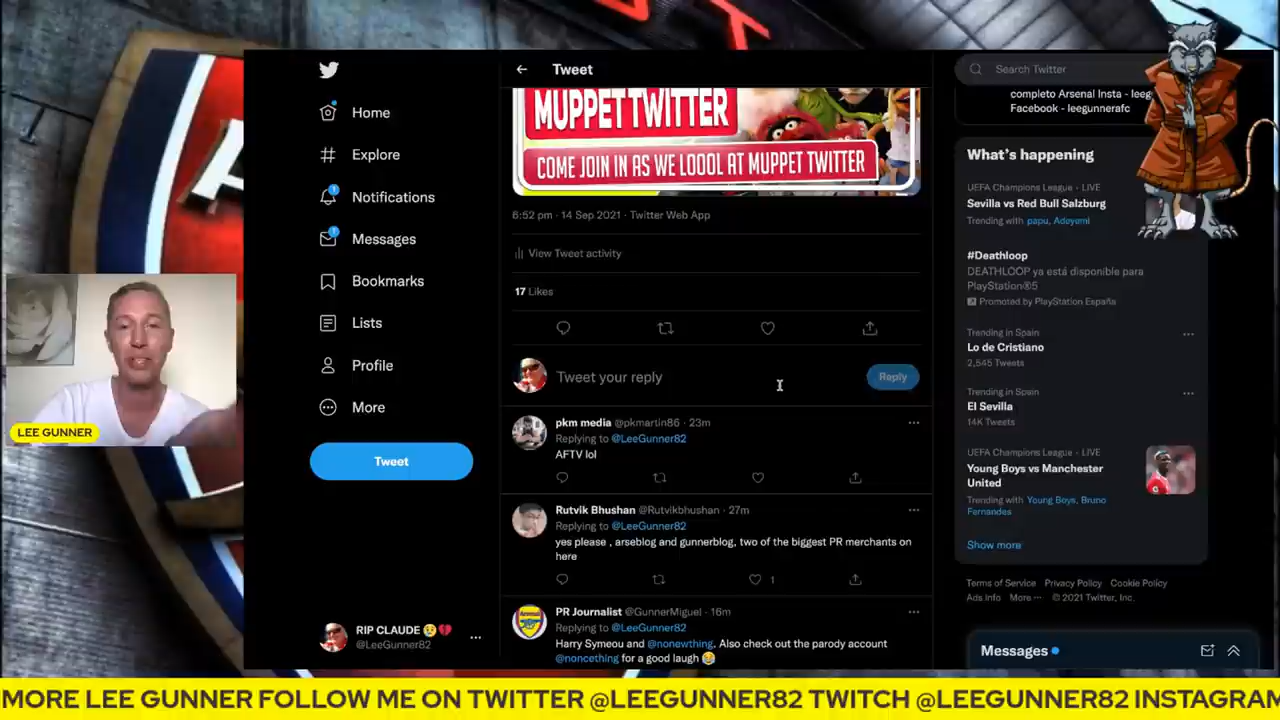 Home
Explore
1
Notifications
1
Messages
Bookmarks
Lists
Profile
More
Tweet
RIP CLAUDE 😢💔
@LeeGunner82
LEE GUNNER
Tweet
MUPPET TWITTER
COME JOIN IN AS WE LOOOL AT MUPPET TWITTER
6:52 pm · 14 Sep 2021 · Twitter Web App
View Tweet activity
17 Likes
Tweet your reply
Reply
pkm media @pkmartin86 · 23m
Replying to @LeeGunner82
AFTV lol
Rutvik Bhushan @Rutvikbhushan · 27m
Replying to @LeeGunner82
yes please , arseblog and gunnerblog, two of the biggest PR merchants on
here
1
PR Journalist @GunnerMiguel · 16m
Replying to @LeeGunner82
Harry Symeou and @nonewthing. Also check out the parody account
@noncething for a good laugh 😂
Search Twitter
completo Arsenal Insta - lee
Facebook - leegunnerafc
What's happening
UEFA Champions League · LIVE
Sevilla vs Red Bull Salzburg
Trending with papu, Adeyemi
#Deathloop
DEATHLOOP ya está disponible para
PlayStation®5
Promoted by PlayStation España
Trending in Spain
Lo de Cristiano
2,545 Tweets
Trending in Spain
El Sevilla
14K Tweets
UEFA Champions League · LIVE
Young Boys vs Manchester
United
Trending with Young Boys, Bruno
Fernandes
Show more
Terms of Service Privacy Policy Cookie Policy
Ads info More ··· © 2021 Twitter, Inc.
Messages
MORE LEE GUNNER FOLLOW ME ON TWITTER @LEEGUNNER82 TWITCH @LEEGUNNER82 INSTAGRAM